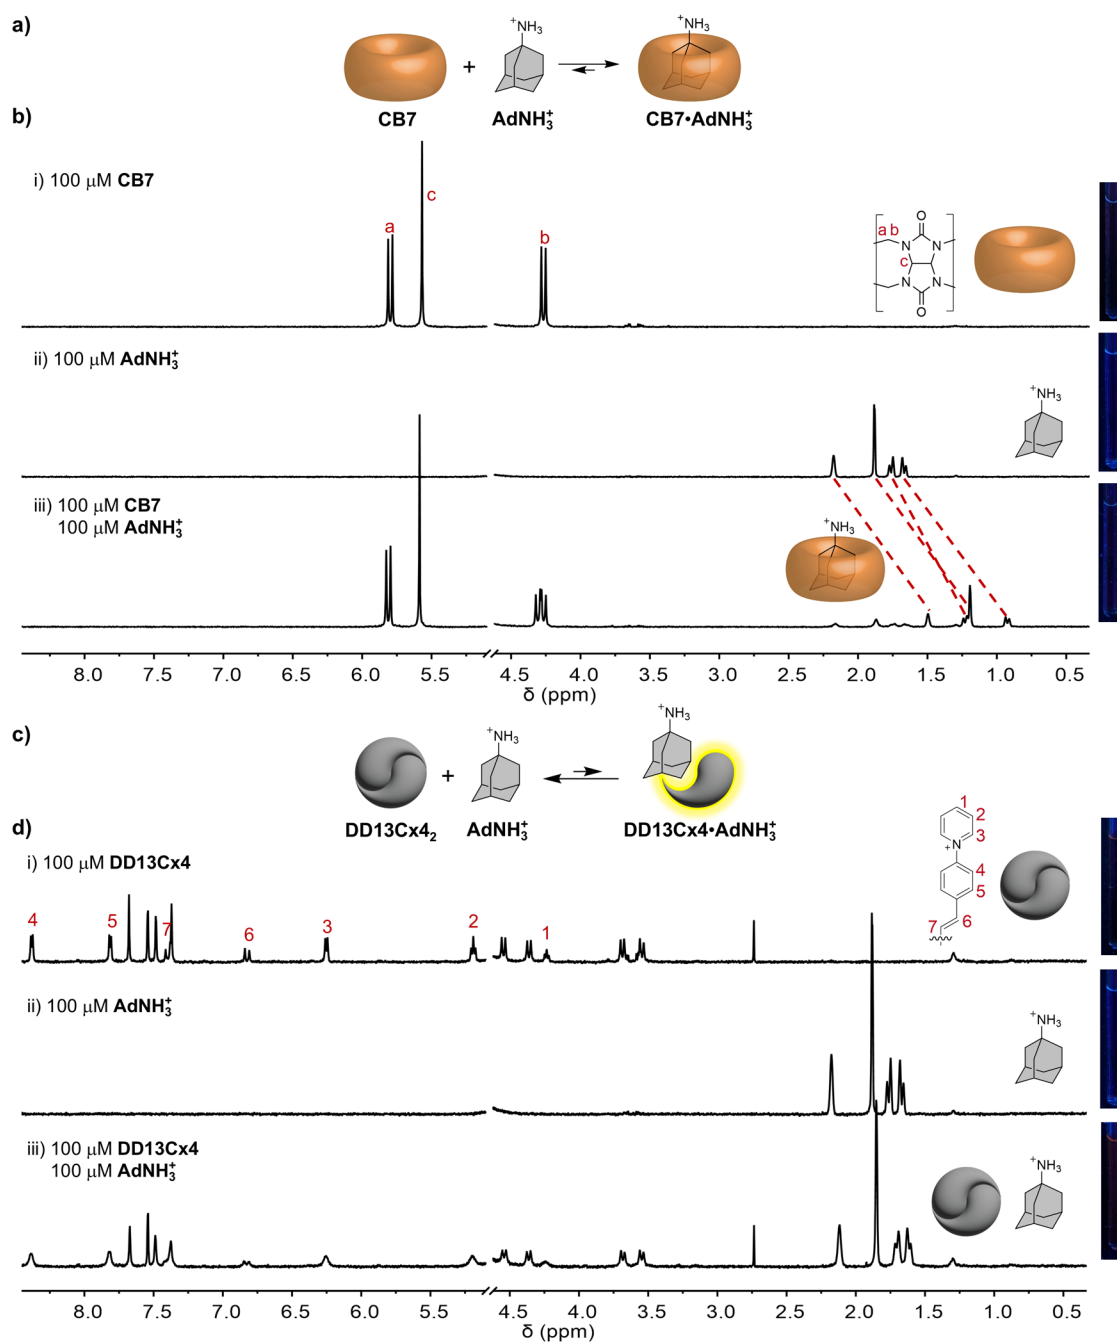 a)
+NH3
+NH3
+
CB7
AdNH3+
CB7•AdNH3+
b)
i) 100 μM CB7
a
c
b
a b
O
N N
c
N N
O
ii) 100 μM AdNH3+
+NH3
iii) 100 μM CB7
100 μM AdNH3+
+NH3
8.0 7.5 7.0 6.5 6.0 5.5 4.5 4.0 3.5 3.0 2.5 2.0 1.5 1.0 0.5
δ (ppm)
c)
+NH3
+NH3
+
DD13Cx42
AdNH3+
DD13Cx4•AdNH3+
d)
i) 100 μM DD13Cx4
4 5 7 6 3 2 1
1
2
3
N
+
4
5
7 6
ii) 100 μM AdNH3+
+NH3
iii) 100 μM DD13Cx4
100 μM AdNH3+
+NH3
8.0 7.5 7.0 6.5 6.0 5.5 4.5 4.0 3.5 3.0 2.5 2.0 1.5 1.0 0.5
δ (ppm)